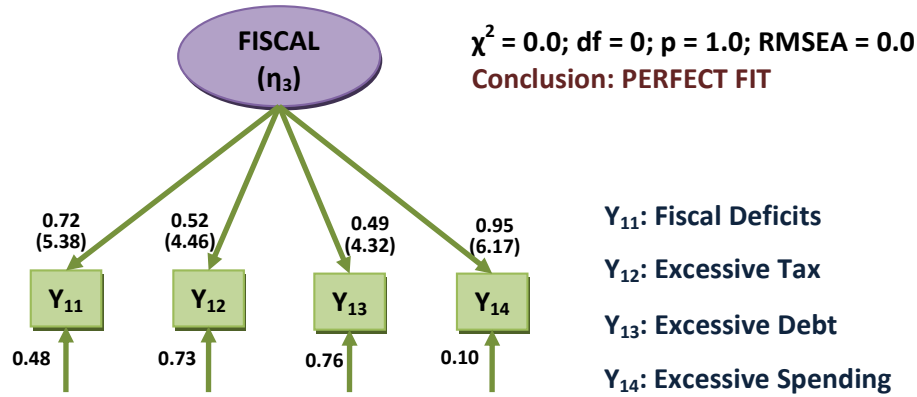 FISCAL
(η₃)
χ² = 0.0; df = 0; p = 1.0; RMSEA = 0.0
Conclusion: PERFECT FIT
0.72
(5.38)
0.52
(4.46)
0.49
(4.32)
0.95
(6.17)
Y₁₁
Y₁₂
Y₁₃
Y₁₄
0.48
0.73
0.76
0.10
Y₁₁: Fiscal Deficits
Y₁₂: Excessive Tax
Y₁₃: Excessive Debt
Y₁₄: Excessive Spending